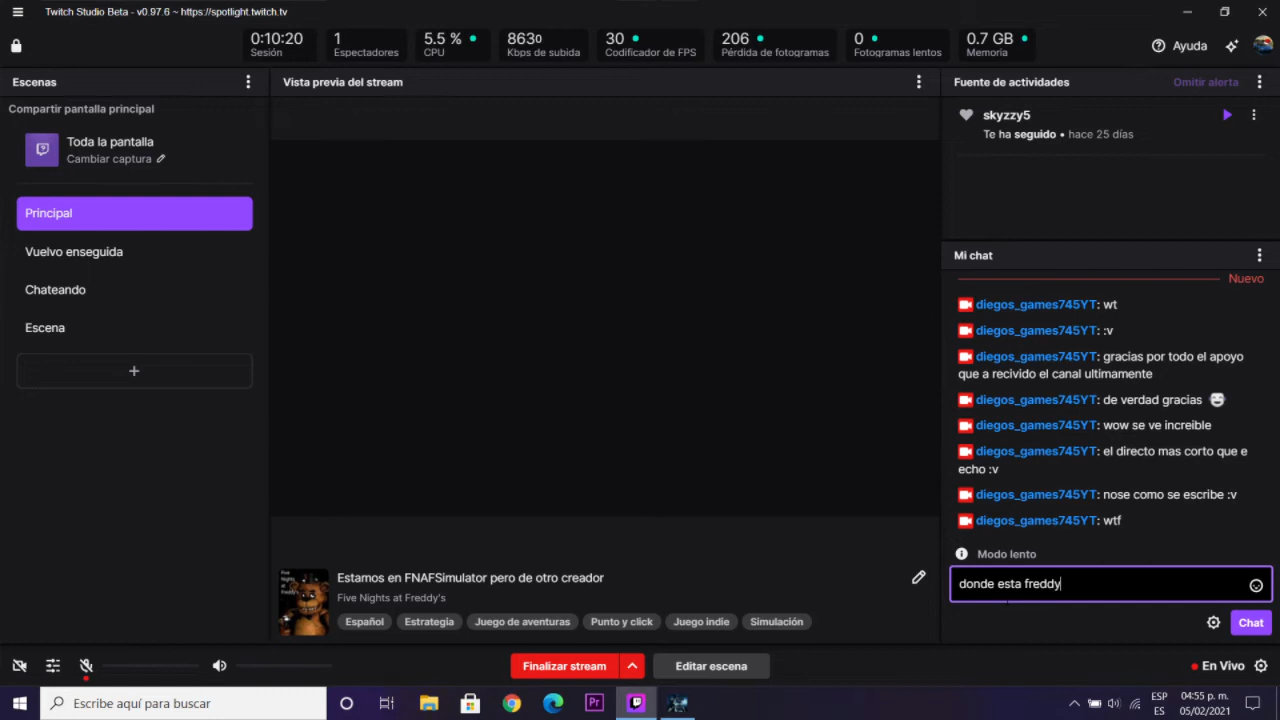 Twitch Studio Beta - v0.97.6 ~ https://spotlight.twitch.tv
0:10:20
Sesión
1
Espectadores
5.5 %
CPU
8630
Kbps de subida
30
Codificador de FPS
206
Pérdida de fotogramas
0
Fotogramas lentos
0.7 GB
Memoria
Ayuda
Escenas
Compartir pantalla principal
Toda la pantalla
Cambiar captura
Principal
Vuelvo enseguida
Chateando
Escena
Vista previa del stream
Five
Nights
at
Freddy's
Estamos en FNAFSimulator pero de otro creador
Five Nights at Freddy's
Español
Estrategia
Juego de aventuras
Punto y click
Juego indie
Simulación
Fuente de actividades
Omitir alerta
skyzzy5
Te ha seguido • hace 25 días
Mi chat
Nuevo
diegos_games745YT: wt
diegos_games745YT: :v
diegos_games745YT: gracias por todo el apoyo
que a recivido el canal ultimamente
diegos_games745YT: de verdad gracias
diegos_games745YT: wow se ve increible
diegos_games745YT: el directo mas corto que e
echo :v
diegos_games745YT: nose como se escribe :v
diegos_games745YT: wtf
Modo lento
donde esta freddy
Chat
Finalizar stream
Editar escena
En Vivo
Escribe aquí para buscar
Pr
ESP
ES
04:55 p. m.
05/02/2021